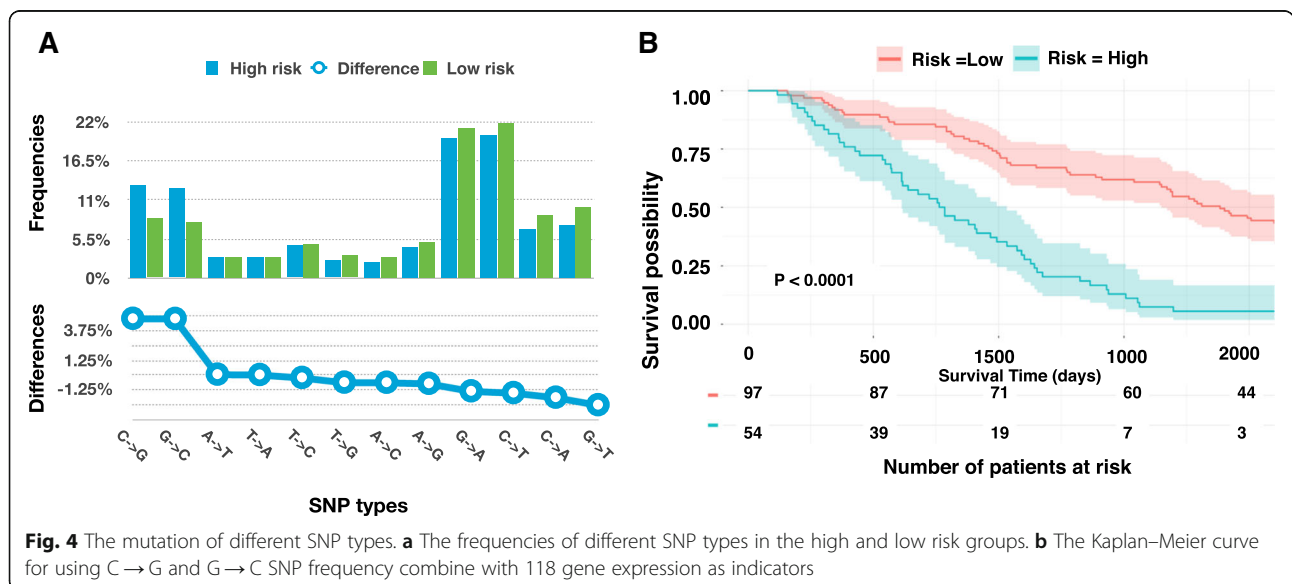 A
High risk Difference Low risk
Frequencies
22%
16.5%
11%
5.5%
0%
Differences
3.75%
1.25%
-1.25%
C->G G->C A->T T->A T->C T->G A->C A->G G->A C->T C->A G->T
SNP types
B
Risk =Low Risk = High
Survival possibility
1.00
0.75
0.50
0.25
0.00
P < 0.0001
0 500 1500 1000 2000
Survival Time (days)
97 87 71 60 44
54 39 19 7 3
Number of patients at risk
Fig. 4 The mutation of different SNP types. a The frequencies of different SNP types in the high and low risk groups. b The Kaplan–Meier curve
for using C → G and G → C SNP frequency combine with 118 gene expression as indicators